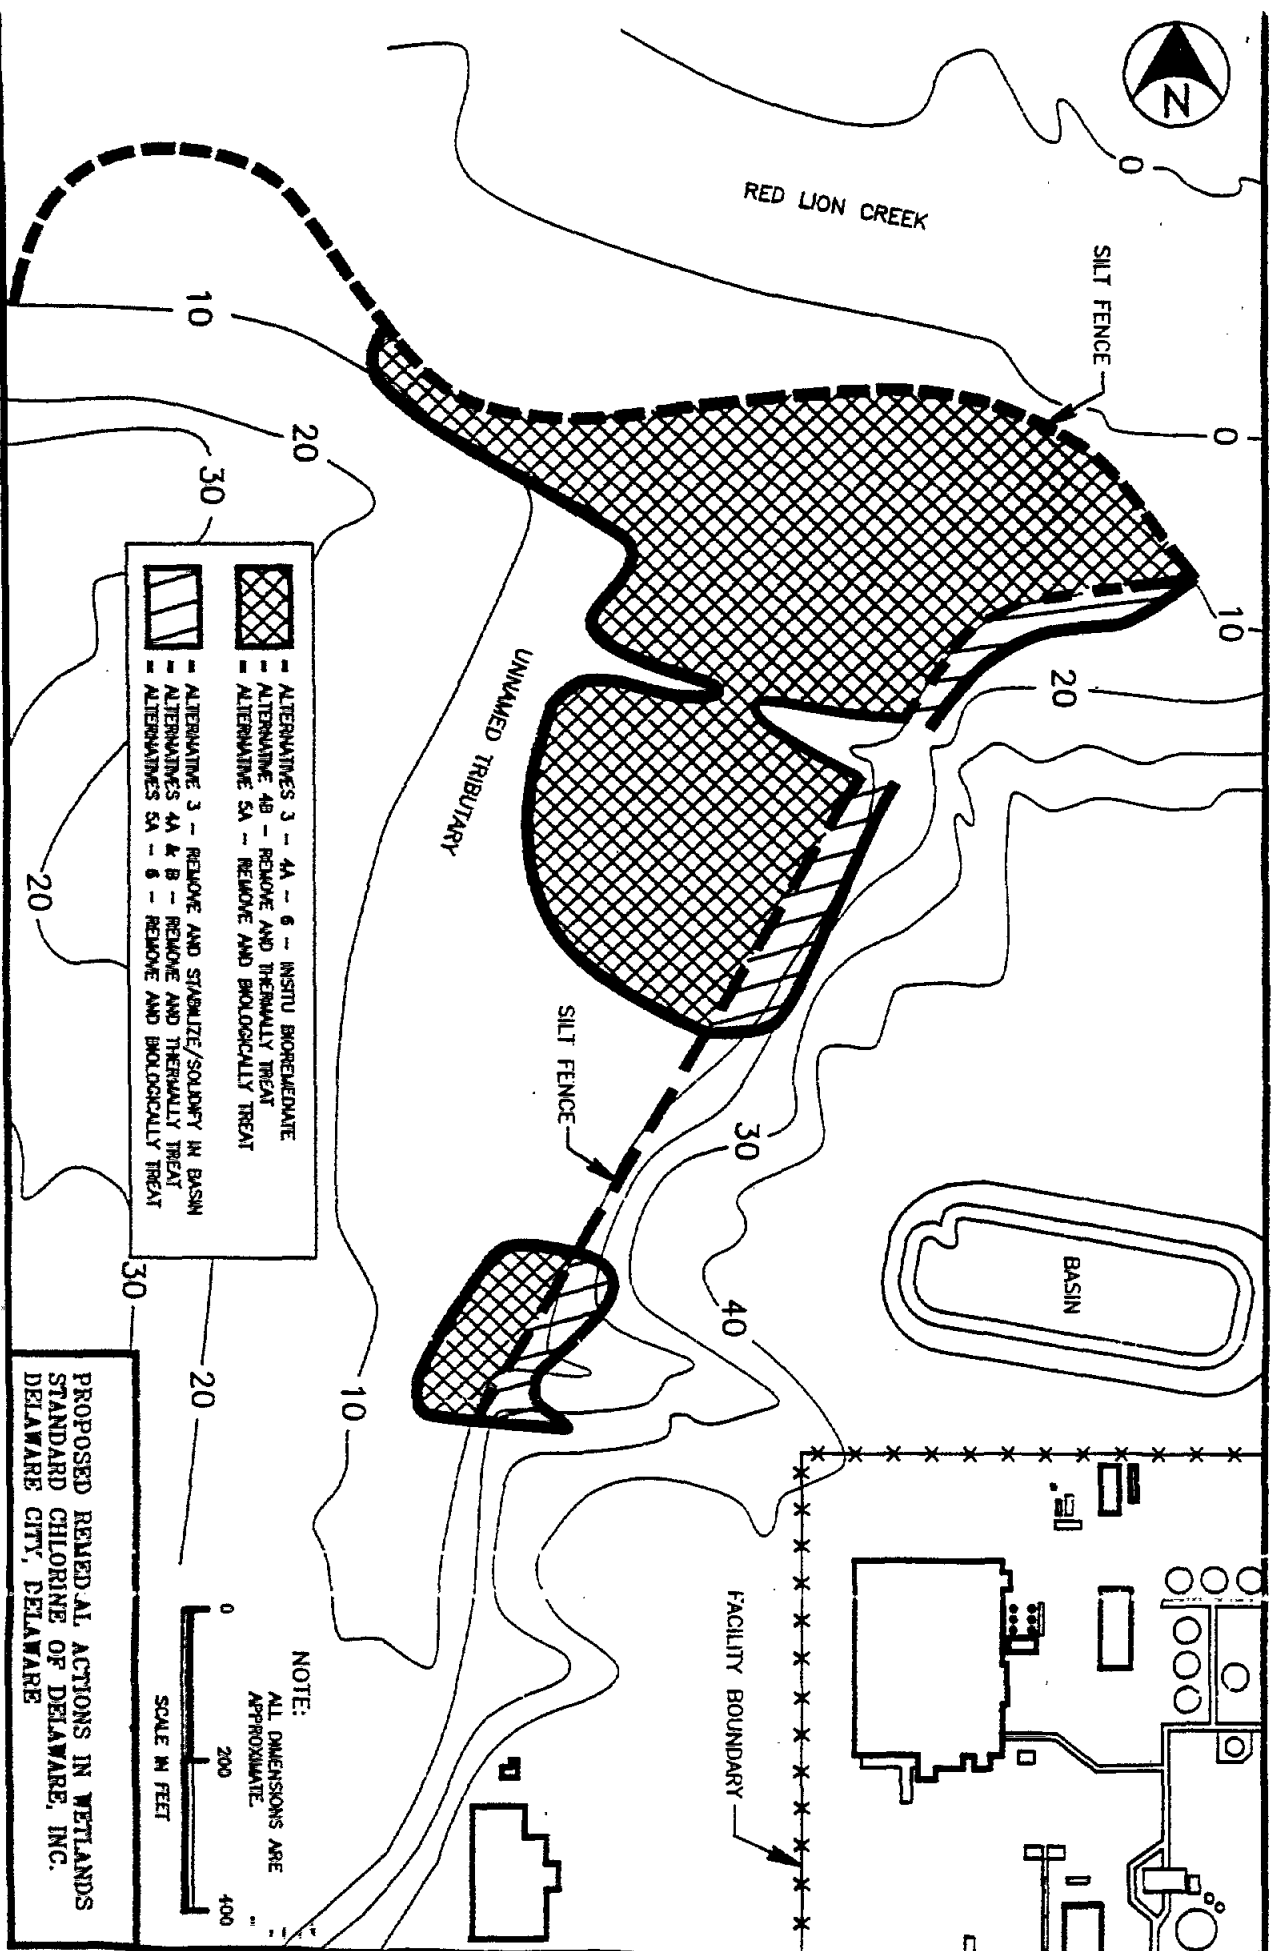 N
0
RED LION CREEK
SILT FENCE
0
10
20
10
20
30
UNNAMED TRIBUTARY
SILT FENCE
30
40
BASIN
FACILITY BOUNDARY
20
30
20
10
- ALTERNATIVES 3 - 4A - 6 - INSITU BIOREMEDIATE
- ALTERNATIVE 4B - REMOVE AND THERMALLY TREAT
- ALTERNATIVE 5A - REMOVE AND BIOLOGICALLY TREAT
- ALTERNATIVE 3 - REMOVE AND STABILIZE/SOLIDIFY IN BASIN
- ALTERNATIVES 4A & B - REMOVE AND THERMALLY TREAT
- ALTERNATIVES 5A - 6 - REMOVE AND BIOLOGICALLY TREAT
NOTE:
ALL DIMENSIONS ARE
APPROXIMATE.
0 200 400
SCALE IN FEET
PROPOSED REMEDIAL ACTIONS IN WETLANDS
STANDARD CHLORINE OF DELAWARE, INC.
DELAWARE CITY, DELAWARE